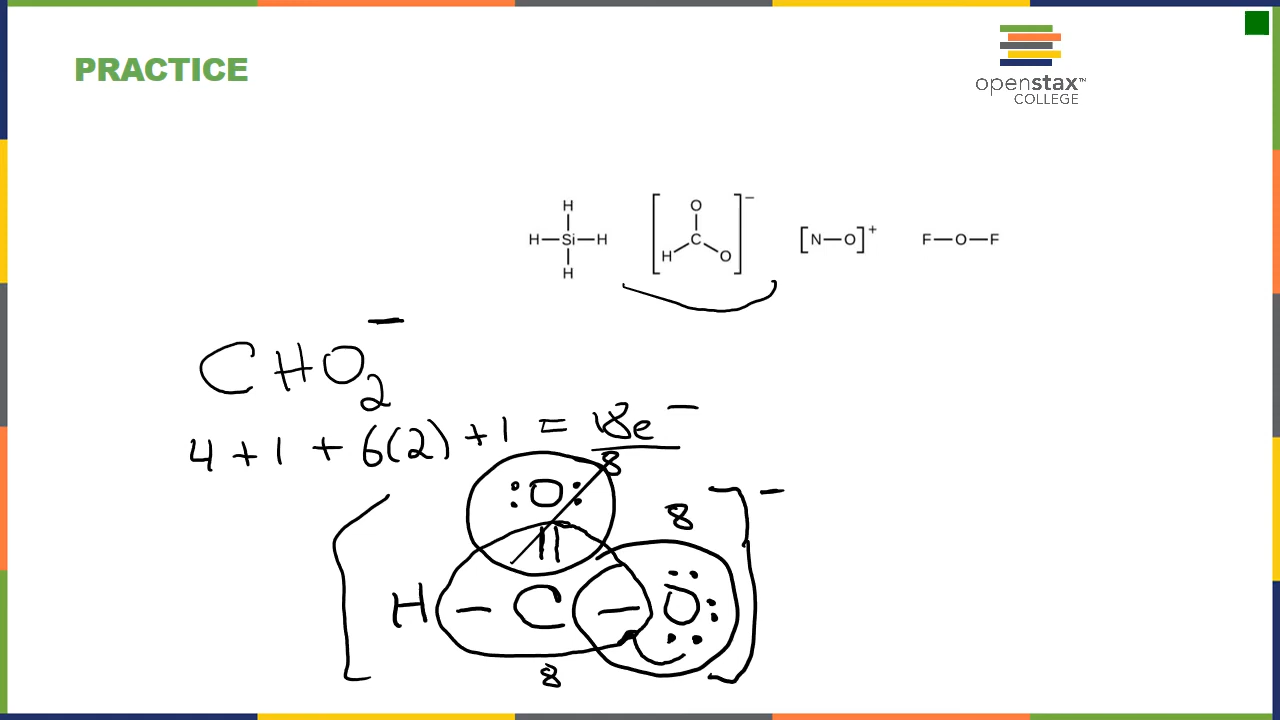 PRACTICE
openstax™
COLLEGE
H
H—Si—H
H
[O
C
H O]⁻
[N—O]⁺
F—O—F
CHO₂⁻
4 + 1 + 6(2) + 1 = 18e⁻
8
[:O:
8
H — C — O]⁻
8